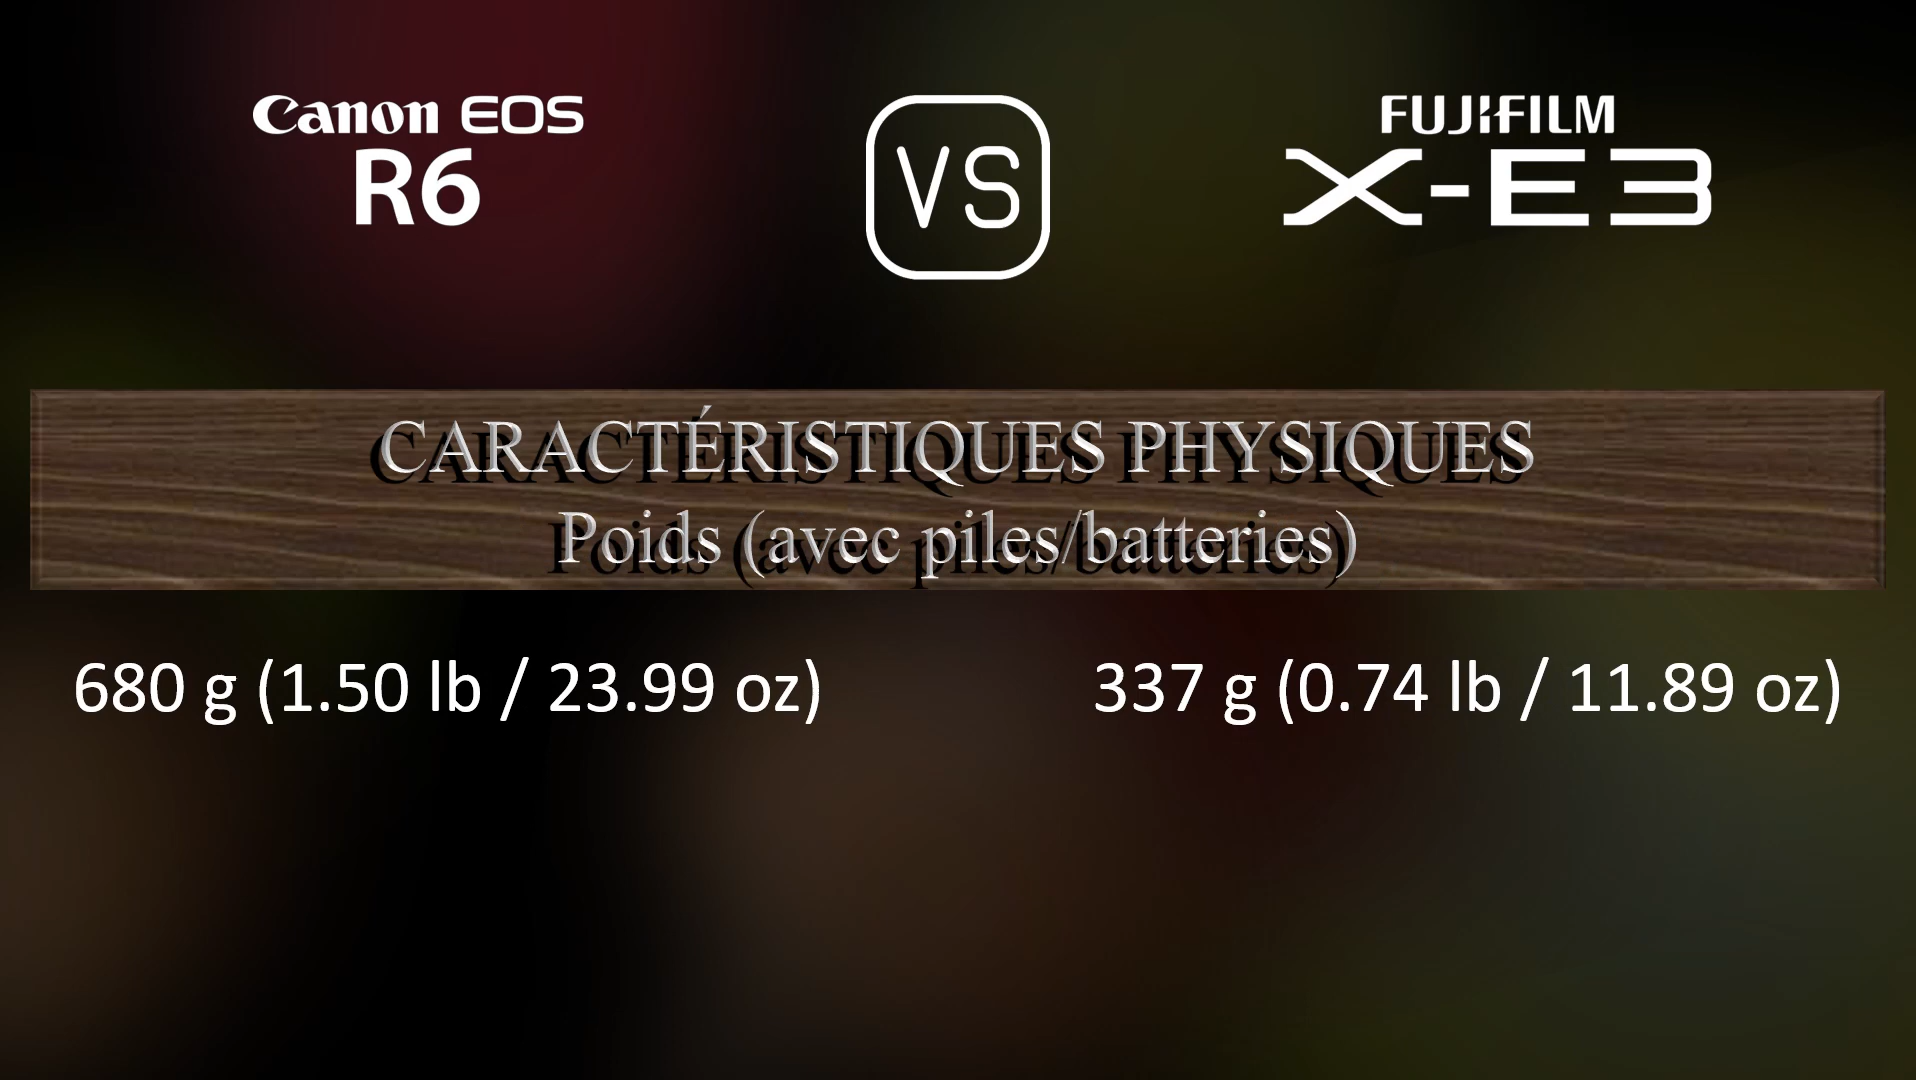 Canon EOS
R6
VS
FUJIFILM
X-E3
CARACTÉRISTIQUES PHYSIQUES
Poids (avec piles/batteries)
680 g (1.50 lb / 23.99 oz)
337 g (0.74 lb / 11.89 oz)